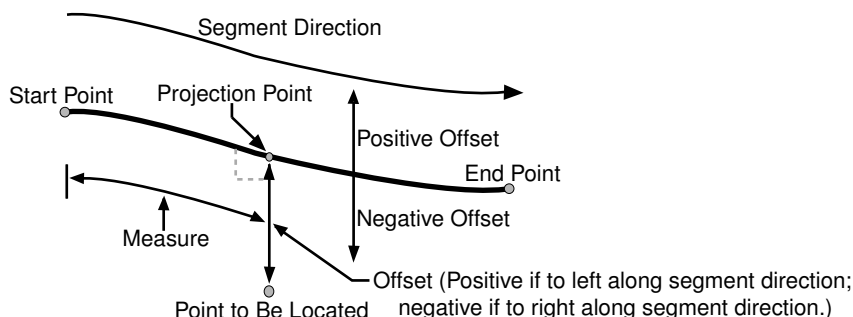 Segment Direction
Start Point
Projection Point
Positive Offset
End Point
Negative Offset
Measure
Offset (Positive if to left along segment direction;
negative if to right along segment direction.)
Point to Be Located